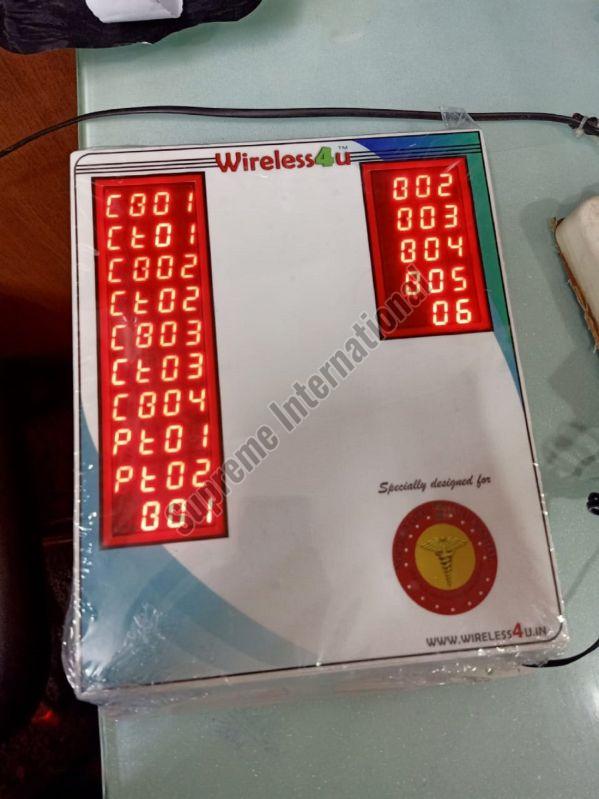 Wireless4u™
C001
Ct01
C002
Ct02
C003
Ct03
C004
Pt01
Pt02
001
002
003
004
005
06
Supreme International
Specially designed for
WWW.WIRELESS4U.IN